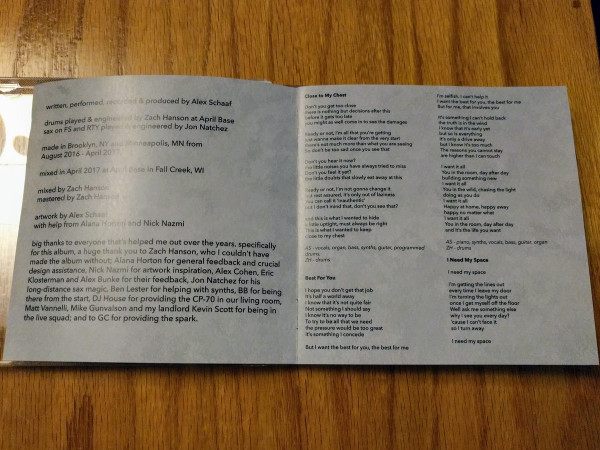 written, performed, recorded & produced by Alex Schaaf
drums played & engineered by Zach Hanson at April Base
sax on FS and RTY played & engineered by Jon Natchez
made in Brooklyn, NY and Minneapolis, MN from
August 2016 - April 2017
mixed in April 2017 at April Base in Fall Creek, WI
mixed by Zach Hanson
mastered by Zach Hanson
artwork by Alex Schaaf
with help from Alana Horton and Nick Nazmi
big thanks to everyone that's helped me out over the years. specifically
for this album, a huge thank you to Zach Hanson, who I couldn't have
made the album without; Alana Horton for general feedback and crucial
design assistance, Nick Nazmi for artwork inspiration, Alex Cohen, Eric
Klosterman and Alex Bunke for their feedback, Jon Natchez for his
long-distance sax magic, Ben Lester for helping with synths, BB for being
there from the start, DJ House for providing the CP-70 in our living room,
Matt Vannelli, Mike Gunvalson and my landlord Kevin Scott for being in
the live squad; and to GC for providing the spark.
Close to My Chest
Don't you get too close
there is nothing but decisions after this
before it gets too late
you might as well come in to see the damages
Ready or not, I'm all that you're getting
just wanna make it clear from the very start
there's not much more than what you are seeing
so don't be too sad once you see that
Don't you hear it now?
the little noises you have always tried to miss
Don't you feel it yet?
the little doubts that slowly eat away at this
Ready or not, I'm not gonna change it
but rest assured, it's only out of laziness
You can call it "inauthentic"
but I don't mind that, don't you see that?
And this is what I wanted to hide
so little uptight, must always be right
This is what I wanted to keep
close to my chest
AS - vocals, organ, bass, synths, guitar, programmed
drums
ZH - drums
Best For You
I hope you don't get that job
It's half a world away
I know that it's not quite fair
Not something I should say
I know it's no way to be
To try to be all that we need
the pressure would be too great
It's something I concede
But I want the best for you, the best for me
I'm selfish, I can't help it
I want the best for you, the best for me
But for me, that involves you
It's something I can't hold back
the truth is in the wind
I know that it's early yet
but so is everything
It's only a drive away
but I know it's too much
The reasons you cannot stay
are higher than I can touch
I want it all
You in the room, day after day
building something new
I want it all
You in the wild, chasing the light
doing as you do
I want it all:
Happy at home, happy away
happy no matter what
I want it all
You in the room, day after day
and it's the life you want
AS - piano, synths, vocals, bass, guitar, organ
ZH - drums
I Need My Space
I need my space
I'm getting the lines out
every time I leave my door
I'm turning the lights out
once I get myself off the floor
Well ask me something else
why I see you every day?
'cause I can't face it
so I turn away
I need my space